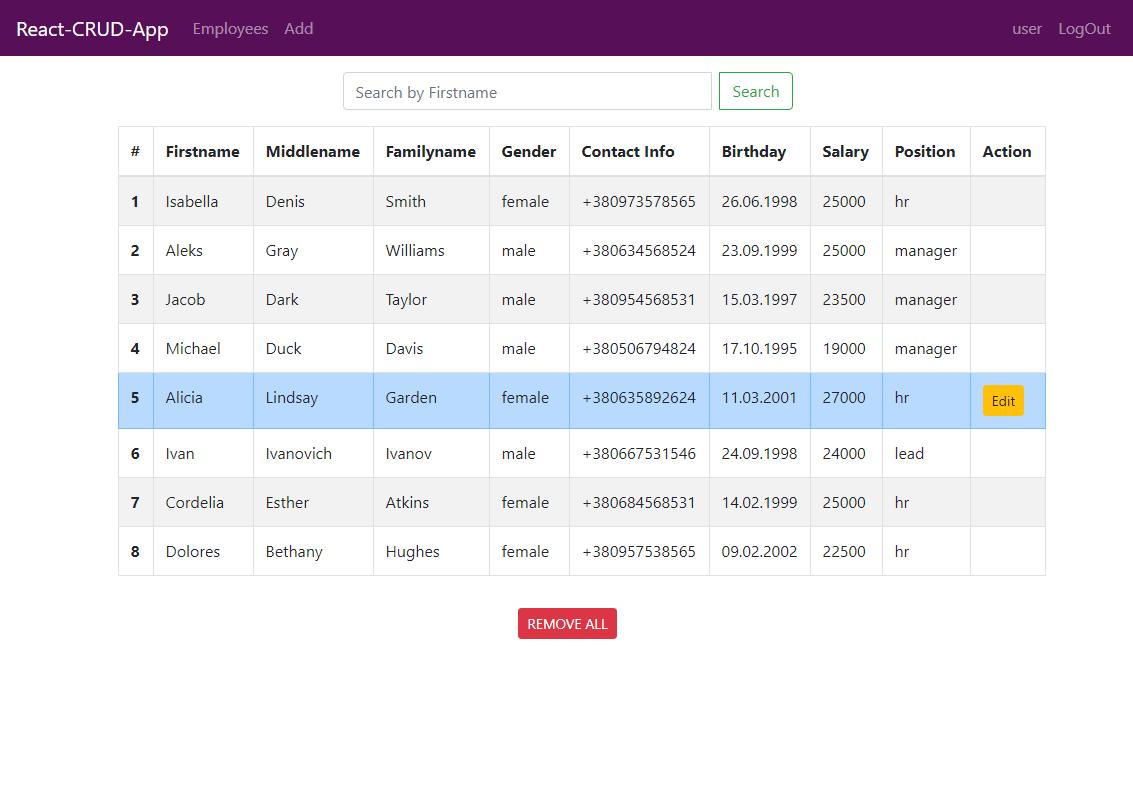 React-CRUD-App Employees Add user LogOut
Search by Firstname Search
# Firstname Middlename Familyname Gender Contact Info Birthday Salary Position Action
1 Isabella Denis Smith female +380973578565 26.06.1998 25000 hr
2 Aleks Gray Williams male +380634568524 23.09.1999 25000 manager
3 Jacob Dark Taylor male +380954568531 15.03.1997 23500 manager
4 Michael Duck Davis male +380506794824 17.10.1995 19000 manager
5 Alicia Lindsay Garden female +380635892624 11.03.2001 27000 hr Edit
6 Ivan Ivanovich Ivanov male +380667531546 24.09.1998 24000 lead
7 Cordelia Esther Atkins female +380684568531 14.02.1999 25000 hr
8 Dolores Bethany Hughes female +380957538565 09.02.2002 22500 hr
REMOVE ALL